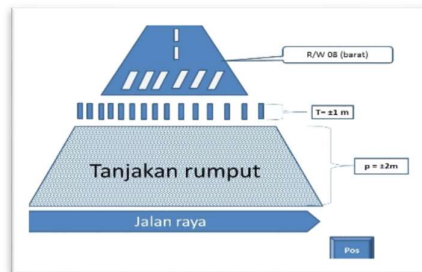 R/W 08 (barat)
T= ±1 m
Tanjakan rumput
p = ±2m
Jalan raya
Pos